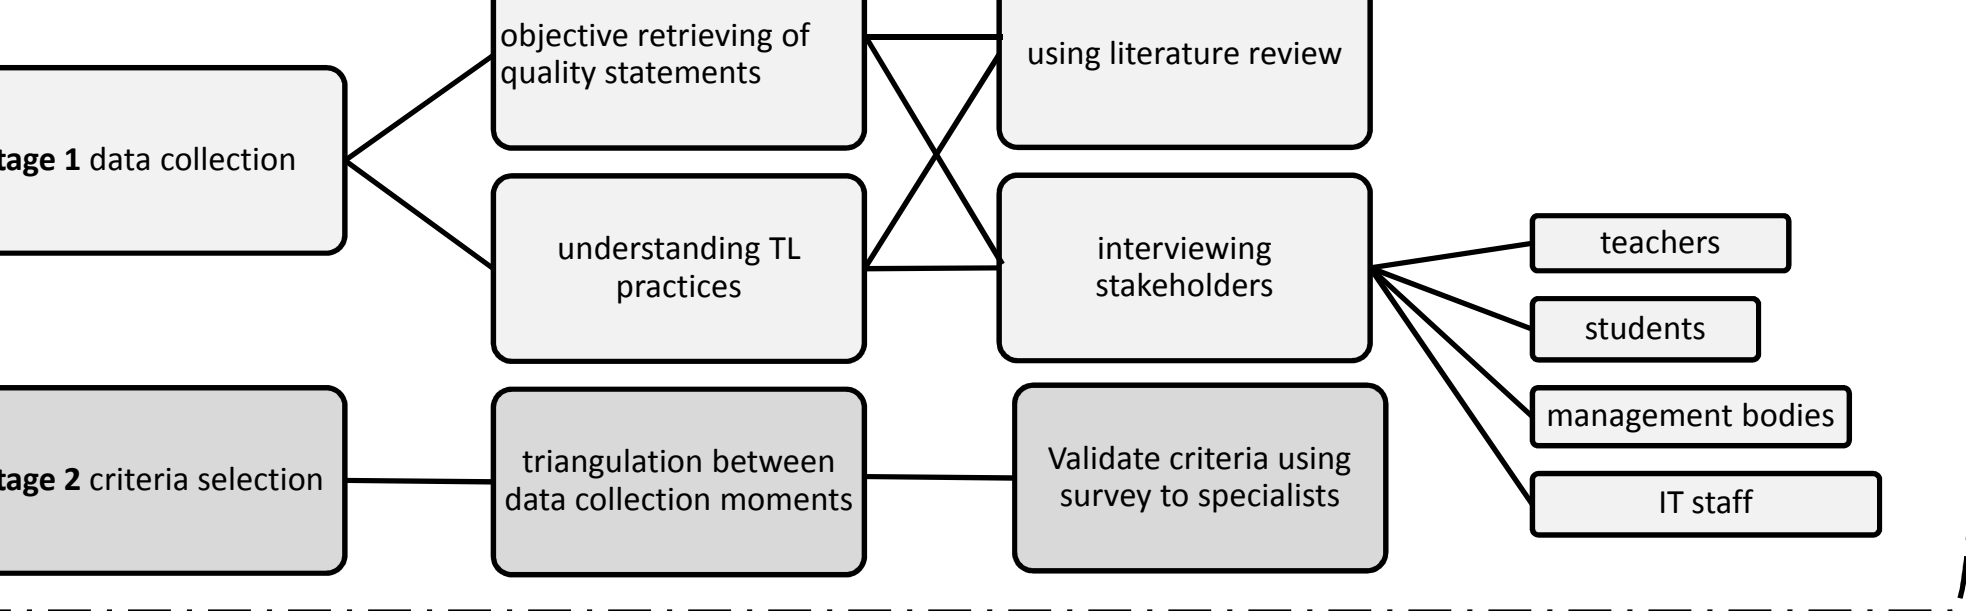 objective retrieving of
quality statements
using literature review
tage 1 data collection
understanding TL
practices
interviewing
stakeholders
teachers
students
management bodies
IT staff
tage 2 criteria selection
triangulation between
data collection moments
Validate criteria using
survey to specialists